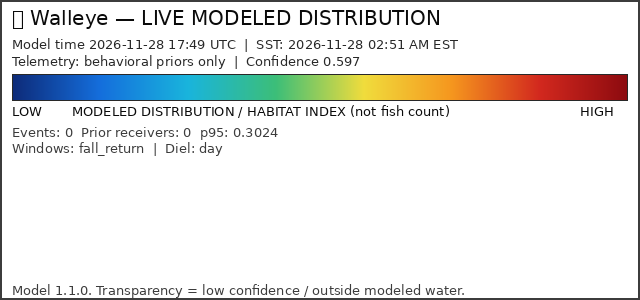 Walleye — LIVE MODELED DISTRIBUTION
Model time 2026-11-28 17:49 UTC | SST: 2026-11-28 02:51 AM EST
Telemetry: behavioral priors only | Confidence 0.597
LOW MODELED DISTRIBUTION / HABITAT INDEX (not fish count) HIGH
Events: 0 Prior receivers: 0 p95: 0.3024
Windows: fall_return | Diel: day
Model 1.1.0. Transparency = low confidence / outside modeled water.